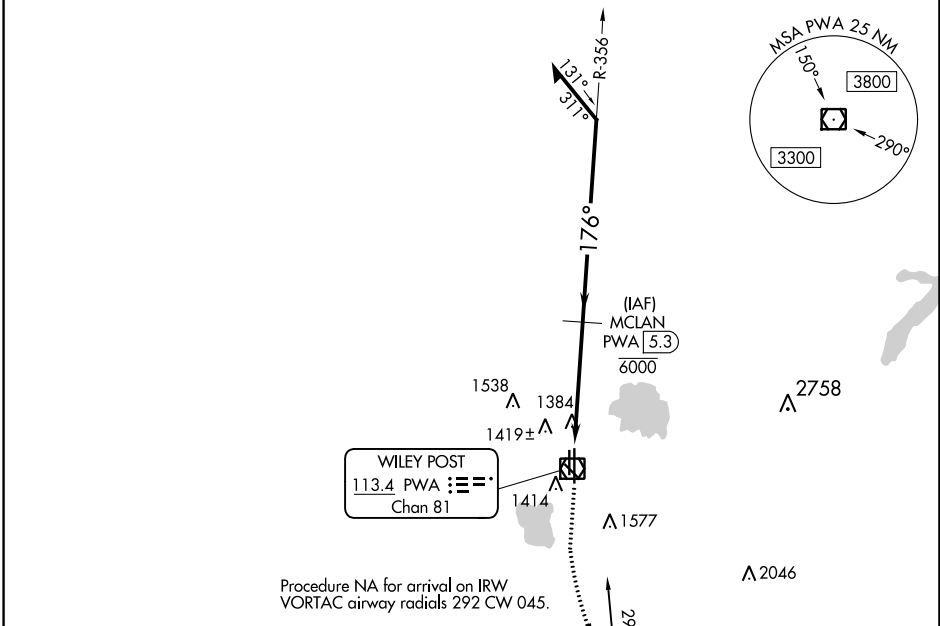 R-356
131°
311°
MSA PWA 25 NM
150°
3800
290°
3300
176°
(IAF)
MCLAN
PWA 5.3
6000
1538
1384
2758
1419±
WILEY POST
113.4 PWA
Chan 81
1414
1577
2046
Procedure NA for arrival on IRW
VORTAC airway radials 292 CW 045.
29